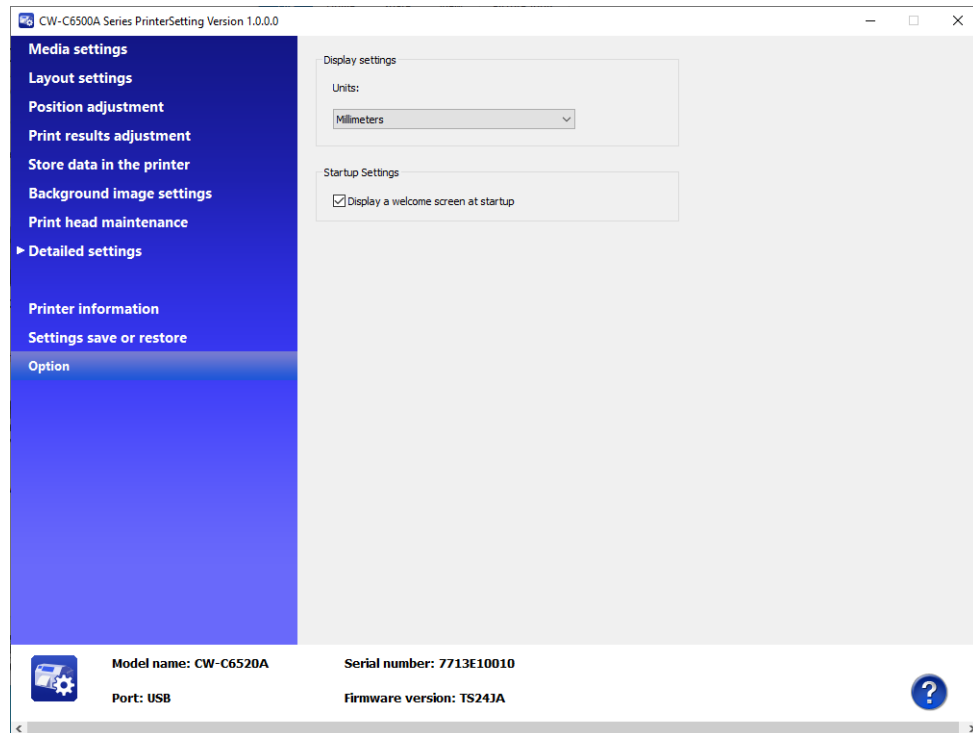 CW-C6500A Series PrinterSetting Version 1.0.0.0
Media settings
Layout settings
Position adjustment
Print results adjustment
Store data in the printer
Background image settings
Print head maintenance
Detailed settings
Printer information
Settings save or restore
Option
Display settings
Units:
Millimeters
Startup Settings
Display a welcome screen at startup
Model name: CW-C6520A
Serial number: 7713E10010
Port: USB
Firmware version: TS24JA
?